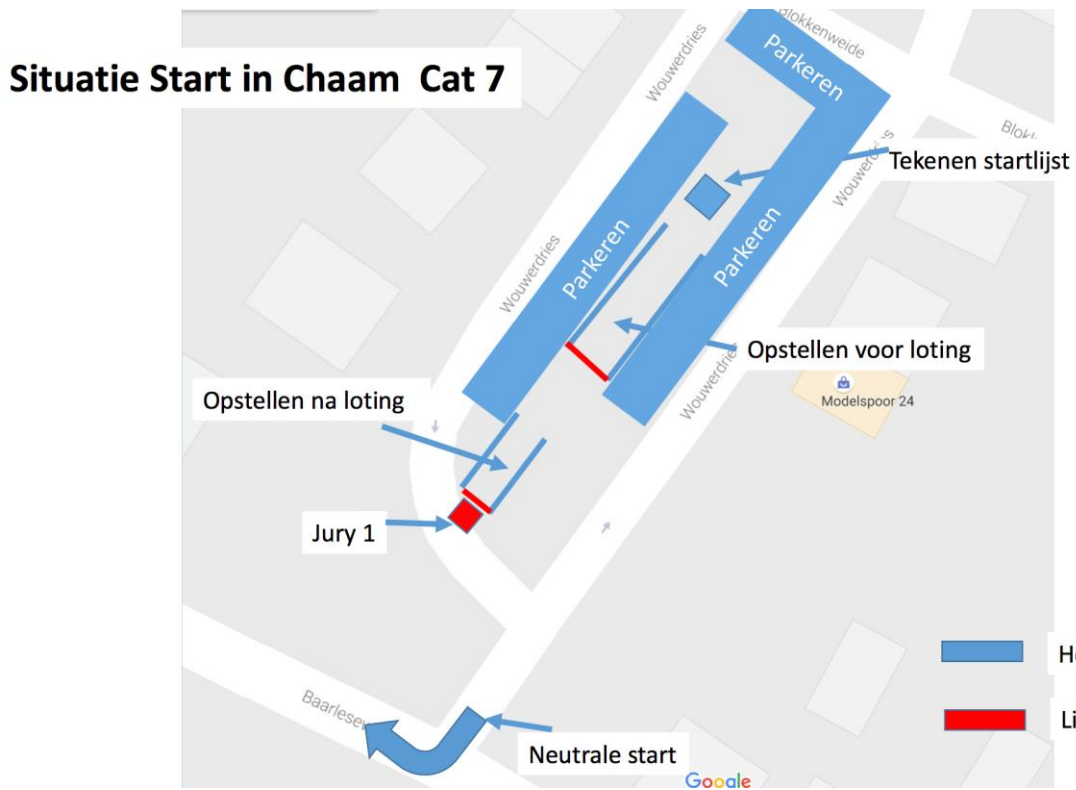 Situatie Start in Chaam Cat 7
Blokkenweide
Parkeren
Wouwerdries
Tekenen startlijst
Wouwerdries
Wouwerdries
Parkeren
Parkeren
Opstellen voor loting
Wouwerdries
Modelspoor 24
Opstellen na loting
Jury 1
Neutrale start
Google